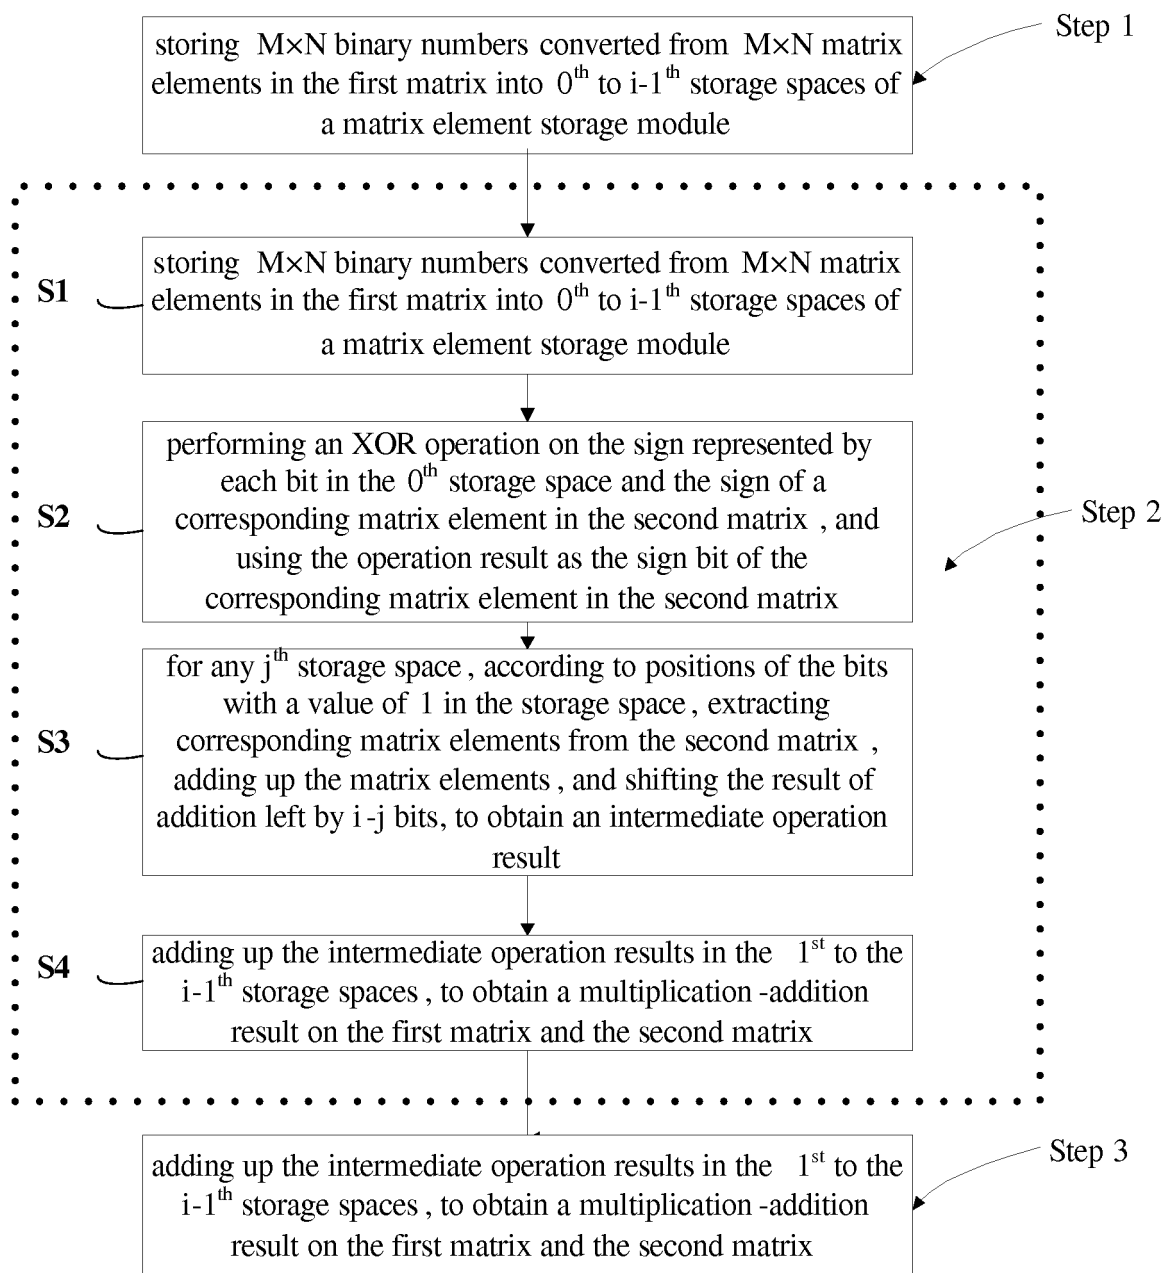 Step 1
storing M×N binary numbers converted from M×N matrix
elements in the first matrix into 0th to i-1th storage spaces of
a matrix element storage module
S1
storing M×N binary numbers converted from M×N matrix
elements in the first matrix into 0th to i-1th storage spaces of
a matrix element storage module
S2
performing an XOR operation on the sign represented by
each bit in the 0th storage space and the sign of a
corresponding matrix element in the second matrix , and
using the operation result as the sign bit of the
corresponding matrix element in the second matrix
Step 2
S3
for any jth storage space , according to positions of the bits
with a value of 1 in the storage space , extracting
corresponding matrix elements from the second matrix ,
adding up the matrix elements , and shifting the result of
addition left by i-j bits, to obtain an intermediate operation
result
S4
adding up the intermediate operation results in the 1st to the
i-1th storage spaces , to obtain a multiplication -addition
result on the first matrix and the second matrix
Step 3
adding up the intermediate operation results in the 1st to the
i-1th storage spaces , to obtain a multiplication -addition
result on the first matrix and the second matrix